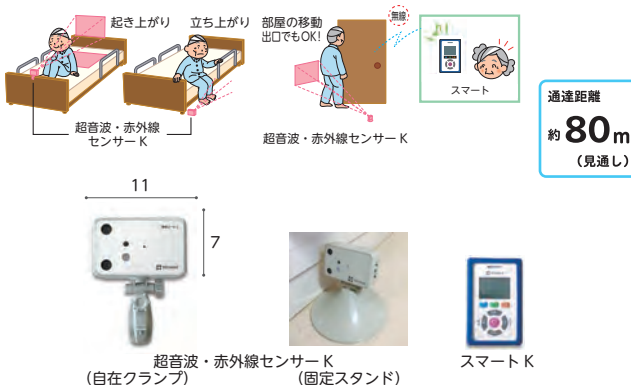 起き上がり
立ち上がり
超音波・赤外線
センサーK
部屋の移動
出口でもOK!
無線
超音波・赤外線センサーK
スマート
通達距離
約80m
(見通し)
11
7
超音波・赤外線センサーK
(自在クランプ)
(固定スタンド)
スマートK